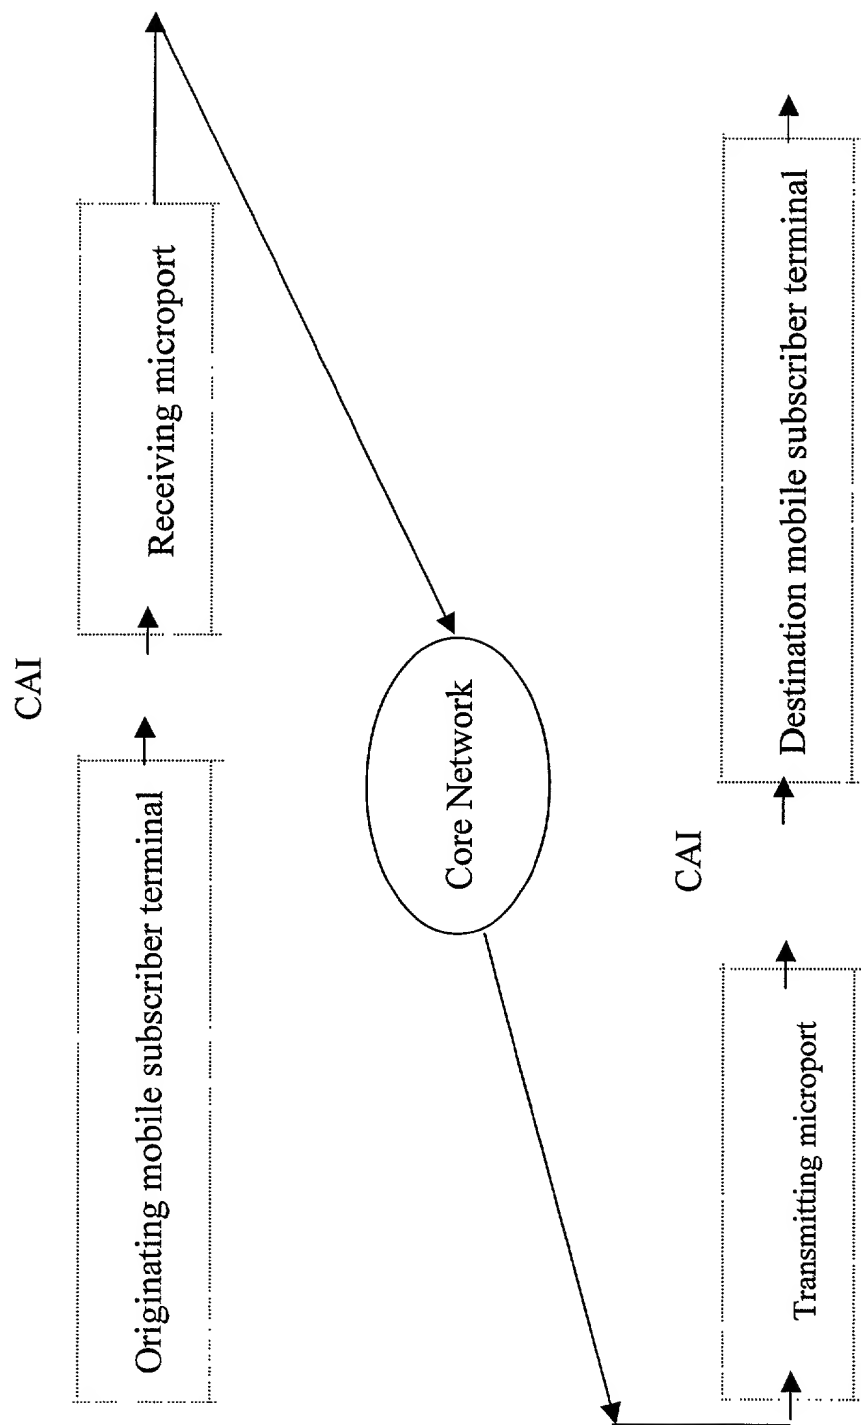 CAI
Originating mobile subscriber terminal
Receiving microport
Core Network
CAI
Transmitting microport
Destination mobile subscriber terminal